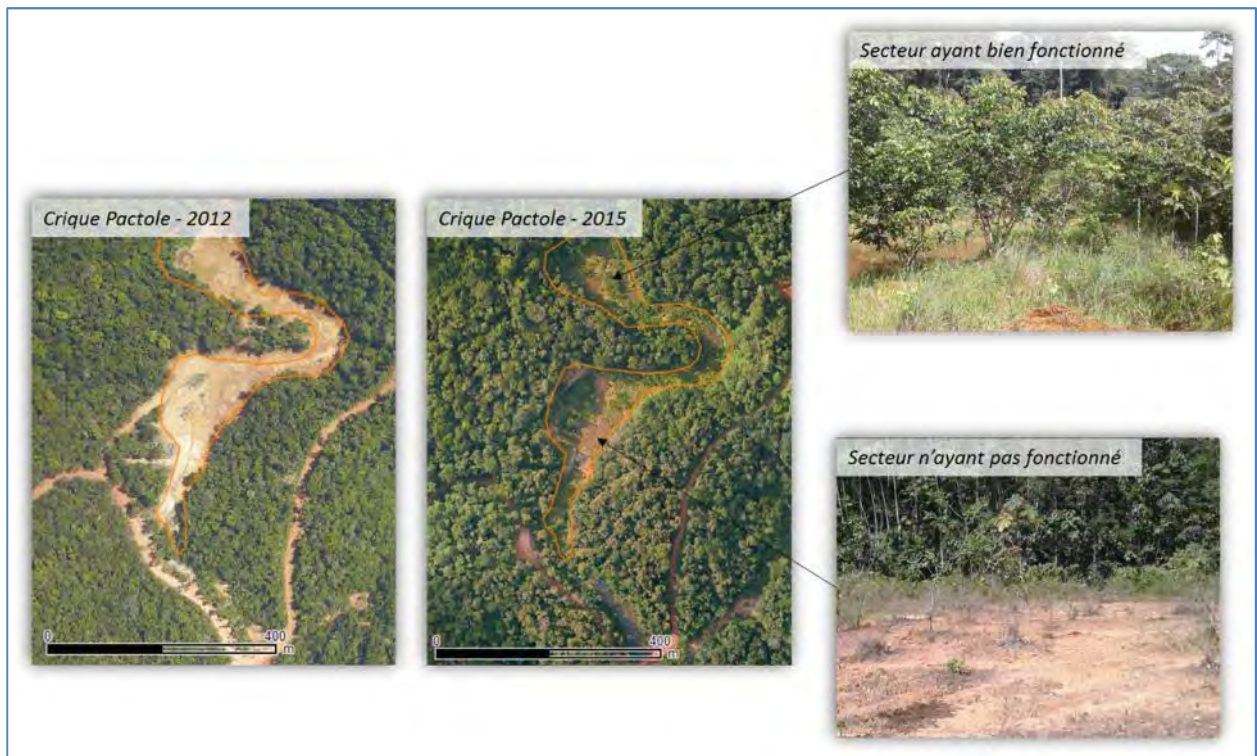 Secteur ayant bien fonctionné
Crique Pactole - 2012
Crique Pactole - 2015
0 400
m
0 400
m
Secteur n'ayant pas fonctionné